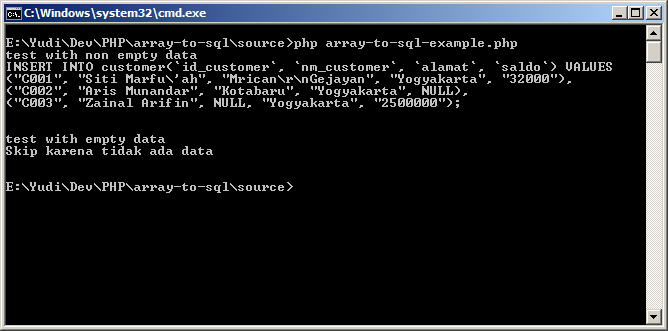 C:\Windows\system32\cmd.exe
E:\Yudi\Dev\PHP\array-to-sql\source>php array-to-sql-example.php
test with non empty data
INSERT INTO customer(`id_customer`, `nm_customer`, `alamat`, `saldo`) VALUES
("C001", "Siti Marfu\'ah", "Mrican\r\nGejayan", "Yogyakarta", "32000"),
("C002", "Aris Munandar", "Kotabaru", "Yogyakarta", NULL),
("C003", "Zainal Arifin", NULL, "Yogyakarta", "2500000");
test with empty data
Skip karena tidak ada data
E:\Yudi\Dev\PHP\array-to-sql\source>